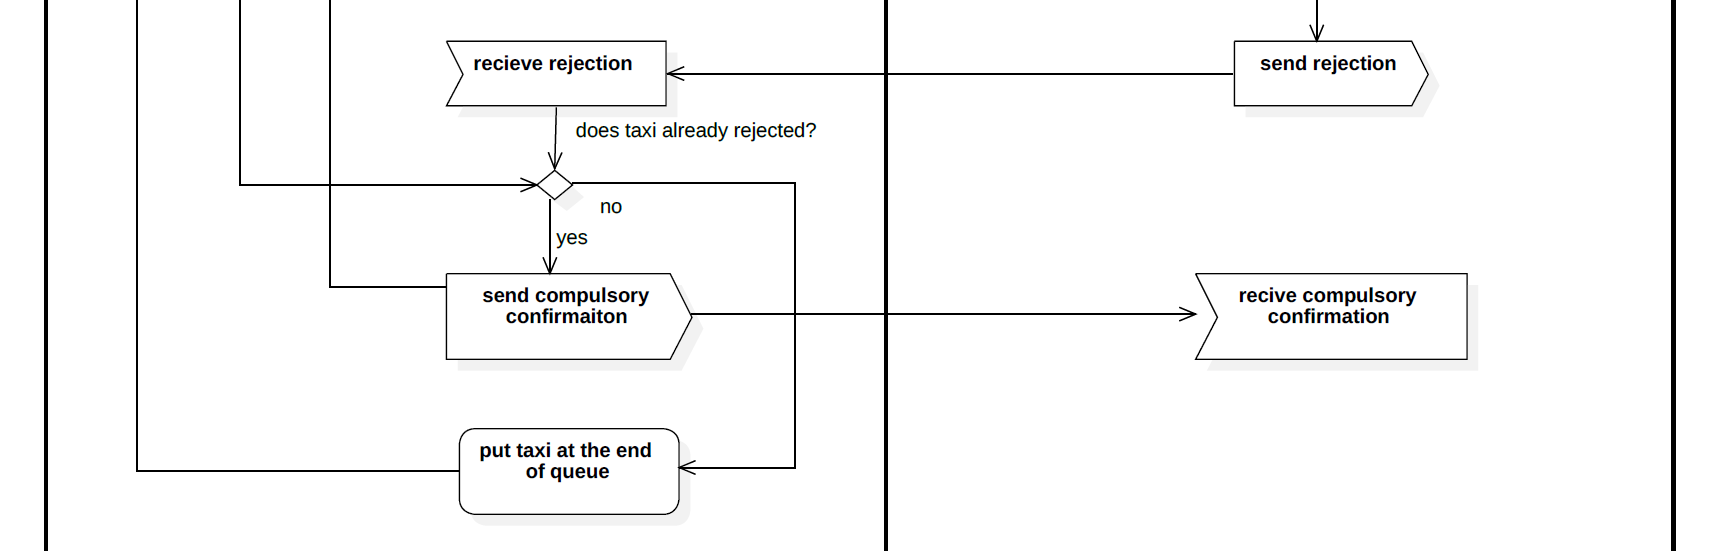 recieve rejection
send rejection
does taxi already rejected?
no
yes
send compulsory
confirmaiton
recive compulsory
confirmation
put taxi at the end
of queue